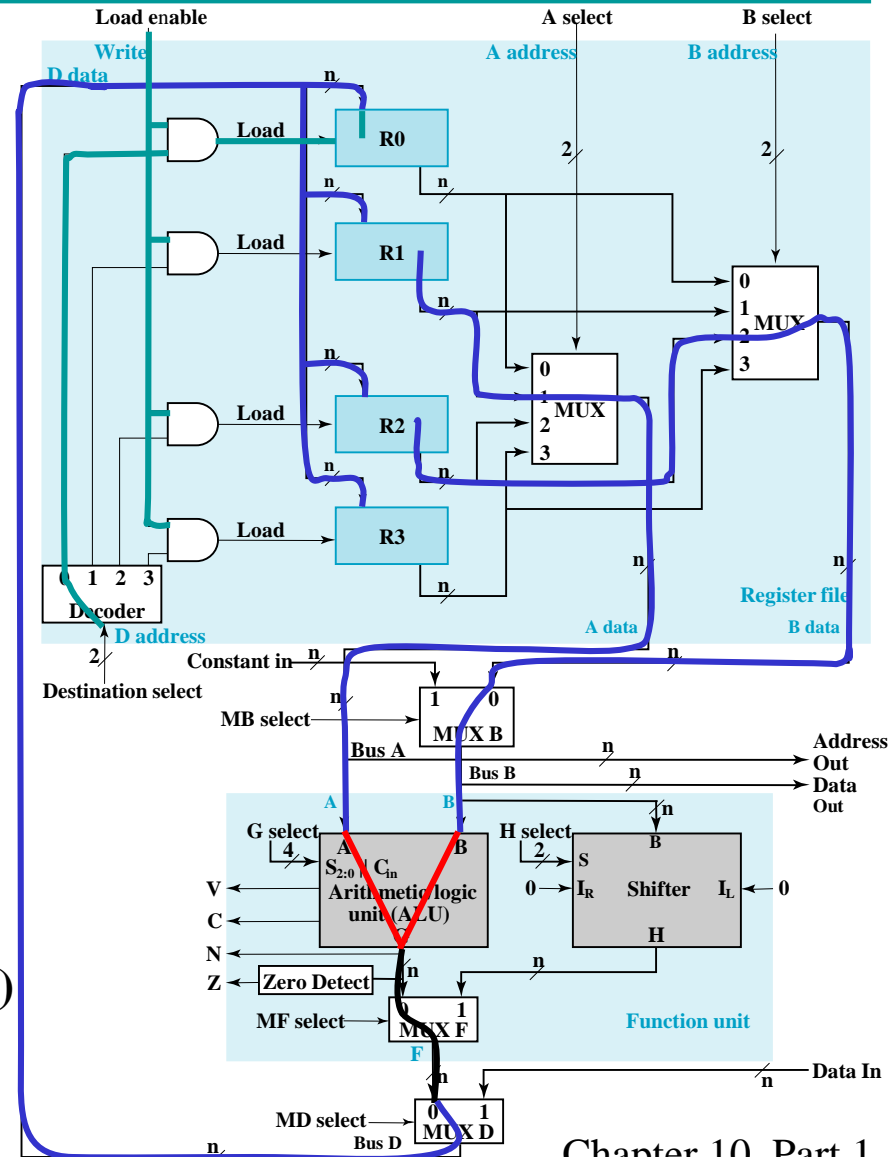 Load enable
A select
B select
Write
A address
B address
D data
n
Load
R0
2
2
n
n
Load
R1
0
1
MUX
2
3
n
n
0
1
MUX
2
3
Load
R2
n
n
Load
R3
n
n
n
0 1 2 3
Decoder
D address
Register file
A data
B data
2
Destination select
Constant in
n
n
n
1 0
MUX B
MB select
Bus A
n
Address
Out
Bus B
n
Data
Out
A
B
n
G select
4
A
B
S2:0 || Cin
Arithmetic logic
unit (ALU)
G
H select
2
B
S
0
IR
Shifter
IL
0
H
V
C
N
Z
Zero Detect
n
n
)
0 1
MUX F
MF select
F
Function unit
n
n
Data In
0 1
MUX D
MD select
Bus D
n
Chapter 10 Part 1